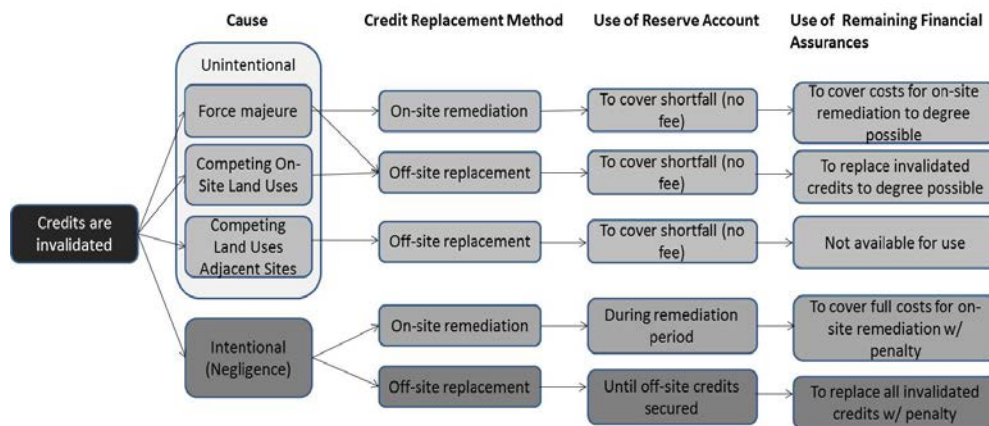 Cause
Credit Replacement Method
Use of Reserve Account
Use of Remaining Financial
Assurances
Unintentional
Force majeure
On-site remediation
To cover shortfall (no
fee)
To cover costs for on-site
remediation to degree
possible
Competing On-
Site Land Uses
Off-site replacement
To cover shortfall (no
fee)
To replace invalidated
credits to degree possible
Credits are
invalidated
Competing
Land Uses
Adjacent Sites
Off-site replacement
To cover shortfall (no
fee)
Not available for use
Intentional
(Negligence)
On-site remediation
During remediation
period
To cover full costs for on-
site remediation w/
penalty
Off-site replacement
Until off-site credits
secured
To replace all invalidated
credits w/ penalty